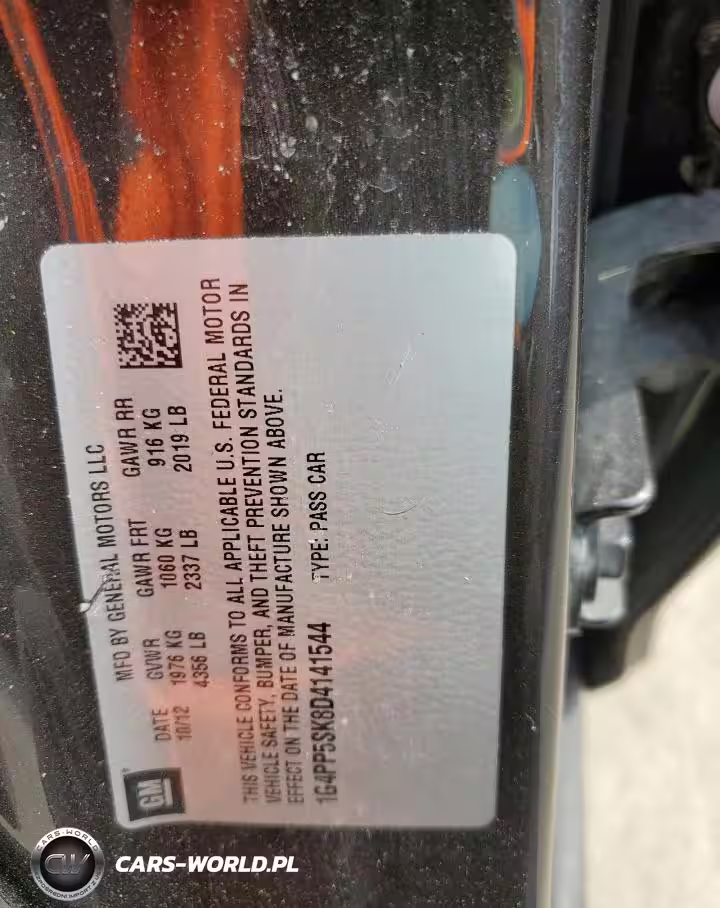 GM
MFD BY GENERAL MOTORS LLC
DATE GVWR GAWR FRT GAWR RR
10/12 1976 KG 1060 KG 916 KG
4356 LB 2337 LB 2019 LB
THIS VEHICLE CONFORMS TO ALL APPLICABLE U.S. FEDERAL MOTOR
VEHICLE SAFETY, BUMPER, AND THEFT PREVENTION STANDARDS IN
EFFECT ON THE DATE OF MANUFACTURE SHOWN ABOVE.
1G4PP5SK8D4141544 TYPE: PASS CAR
CARS-WORLD
CW
CARS-WORLD.PL